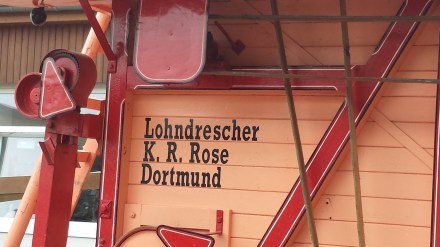 Lohndrescher
K. R. Rose
Dortmund